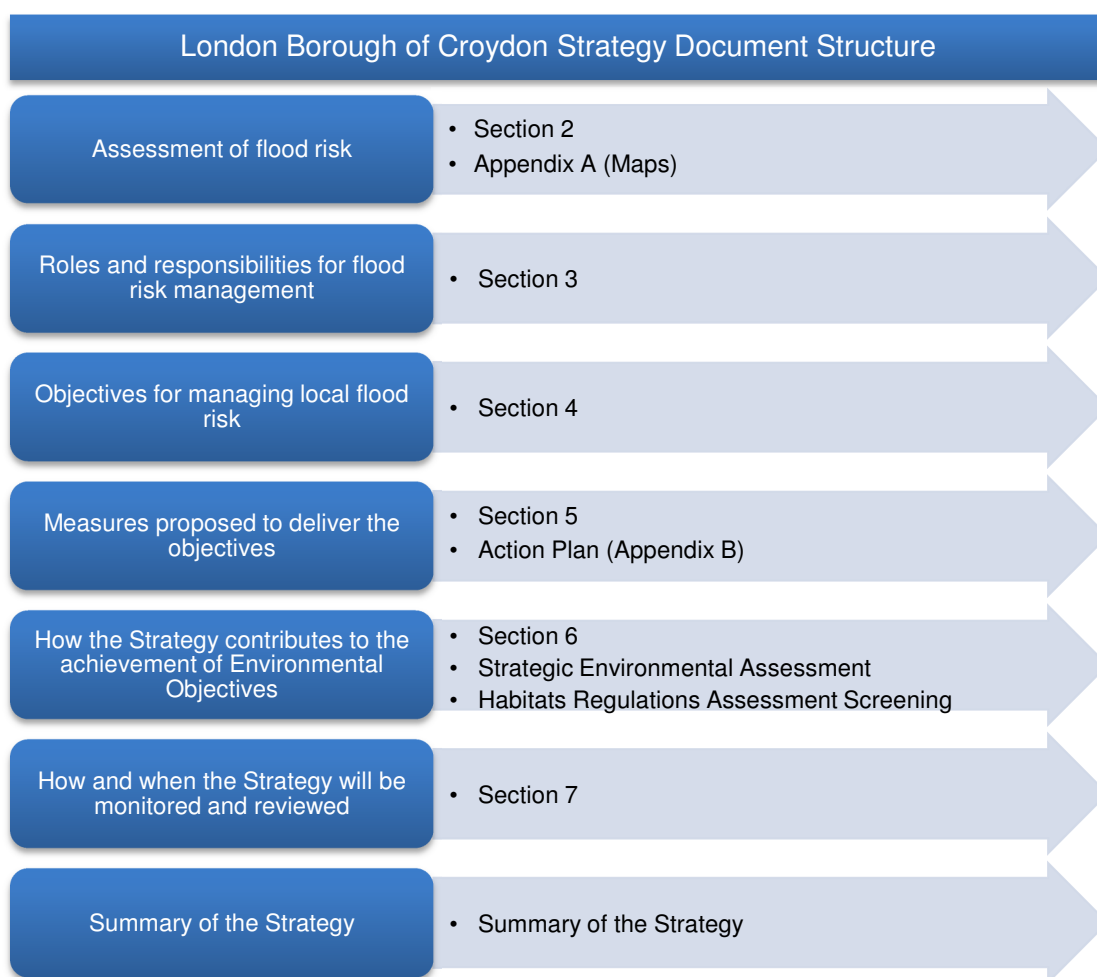 London Borough of Croydon Strategy Document Structure
Assessment of flood risk
• Section 2
• Appendix A (Maps)
Roles and responsibilities for flood
risk management
• Section 3
Objectives for managing local flood
risk
• Section 4
Measures proposed to deliver the
objectives
• Section 5
• Action Plan (Appendix B)
How the Strategy contributes to the
achievement of Environmental
Objectives
• Section 6
• Strategic Environmental Assessment
• Habitats Regulations Assessment Screening
How and when the Strategy will be
monitored and reviewed
• Section 7
Summary of the Strategy
• Summary of the Strategy